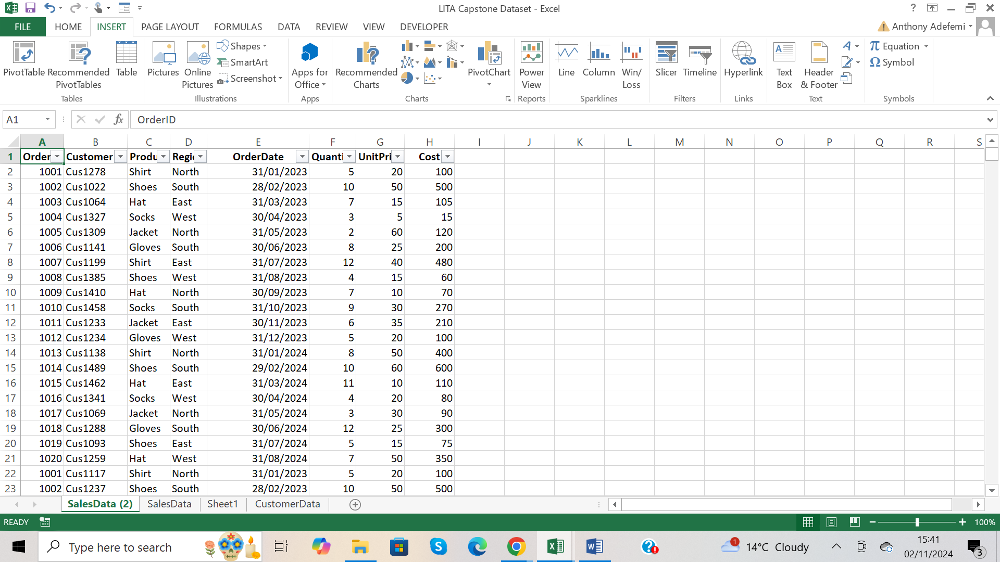 LITA Capstone Dataset - Excel
?
FILE HOME INSERT PAGE LAYOUT FORMULAS DATA REVIEW VIEW DEVELOPER
Anthony Adefemi
PivotTable
Recommended
PivotTables
Table
Tables
Pictures
Online
Pictures
Shapes
SmartArt
Screenshot
Illustrations
Apps for
Office
Apps
Recommended
Charts
PivotChart
Charts
Power
View
Reports
Line
Column
Win/
Loss
Sparklines
Slicer
Timeline
Filters
Hyperlink
Links
Text
Box
Header
& Footer
Text
π Equation
Ω Symbol
Symbols
A1 fx OrderID
A B C D E F G H I J K L M N O P Q R S
1 Order Customer Produ Regi OrderDate Quanti UnitPri Cost
2 1001 Cus1278 Shirt North 31/01/2023 5 20 100
3 1002 Cus1022 Shoes South 28/02/2023 10 50 500
4 1003 Cus1064 Hat East 31/03/2023 7 15 105
5 1004 Cus1327 Socks West 30/04/2023 3 5 15
6 1005 Cus1309 Jacket North 31/05/2023 2 60 120
7 1006 Cus1141 Gloves South 30/06/2023 8 25 200
8 1007 Cus1199 Shirt East 31/07/2023 12 40 480
9 1008 Cus1385 Shoes West 31/08/2023 4 15 60
10 1009 Cus1410 Hat North 30/09/2023 7 10 70
11 1010 Cus1458 Socks South 31/10/2023 9 30 270
12 1011 Cus1233 Jacket East 30/11/2023 6 35 210
13 1012 Cus1234 Gloves West 31/12/2023 5 20 100
14 1013 Cus1138 Shirt North 31/01/2024 8 50 400
15 1014 Cus1489 Shoes South 29/02/2024 10 60 600
16 1015 Cus1462 Hat East 31/03/2024 11 10 110
17 1016 Cus1341 Socks West 30/04/2024 4 20 80
18 1017 Cus1069 Jacket North 31/05/2024 3 30 90
19 1018 Cus1288 Gloves South 30/06/2024 12 25 300
20 1019 Cus1093 Shoes East 31/07/2024 5 15 75
21 1020 Cus1259 Hat West 31/08/2024 7 50 350
22 1001 Cus1117 Shirt North 31/01/2023 5 20 100
23 1002 Cus1237 Shoes South 28/02/2023 10 50 500
SalesData (2) SalesData Sheet1 CustomerData
READY
100%
Type here to search
1
14°C Cloudy
15:41
02/11/2024
3